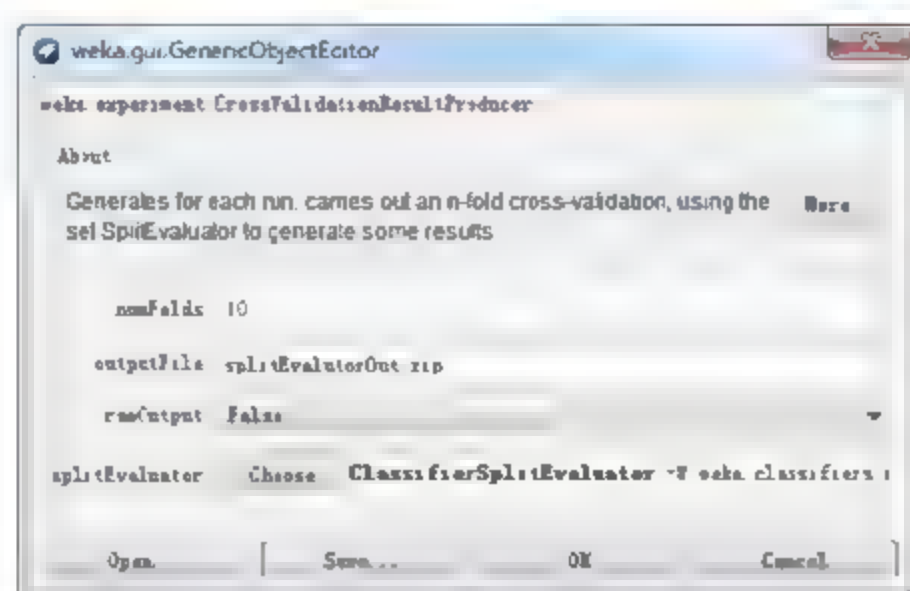 weka.gui.GenericObjectEditor
weka.experiment.CrossValidationResultProducer
About
Generates for each run, carries out an n-fold cross-validation, using the
set SplitEvaluator to generate some results
More
numFolds 10
outputFile splitEvalutorOut.zip
rawOutput False
splitEvaluator Choose ClassifierSplitEvaluator -W weka.classifiers.r
Open... Save... OK Cancel